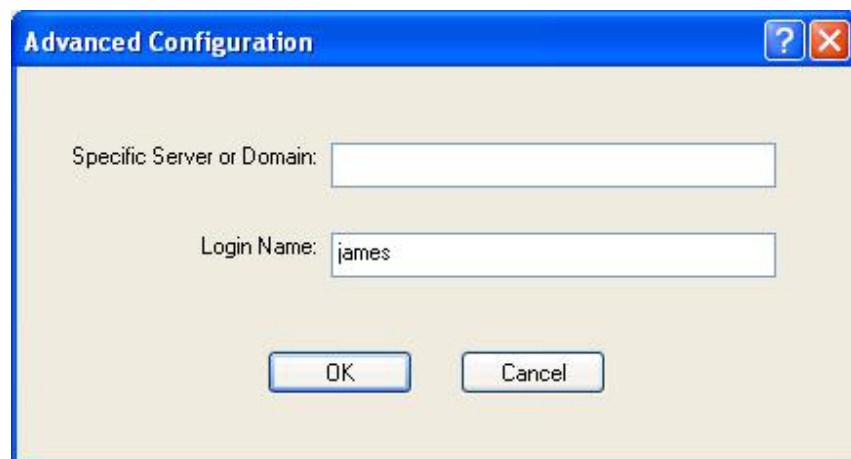 Advanced Configuration ?
Specific Server or Domain:
Login Name: james
OK Cancel